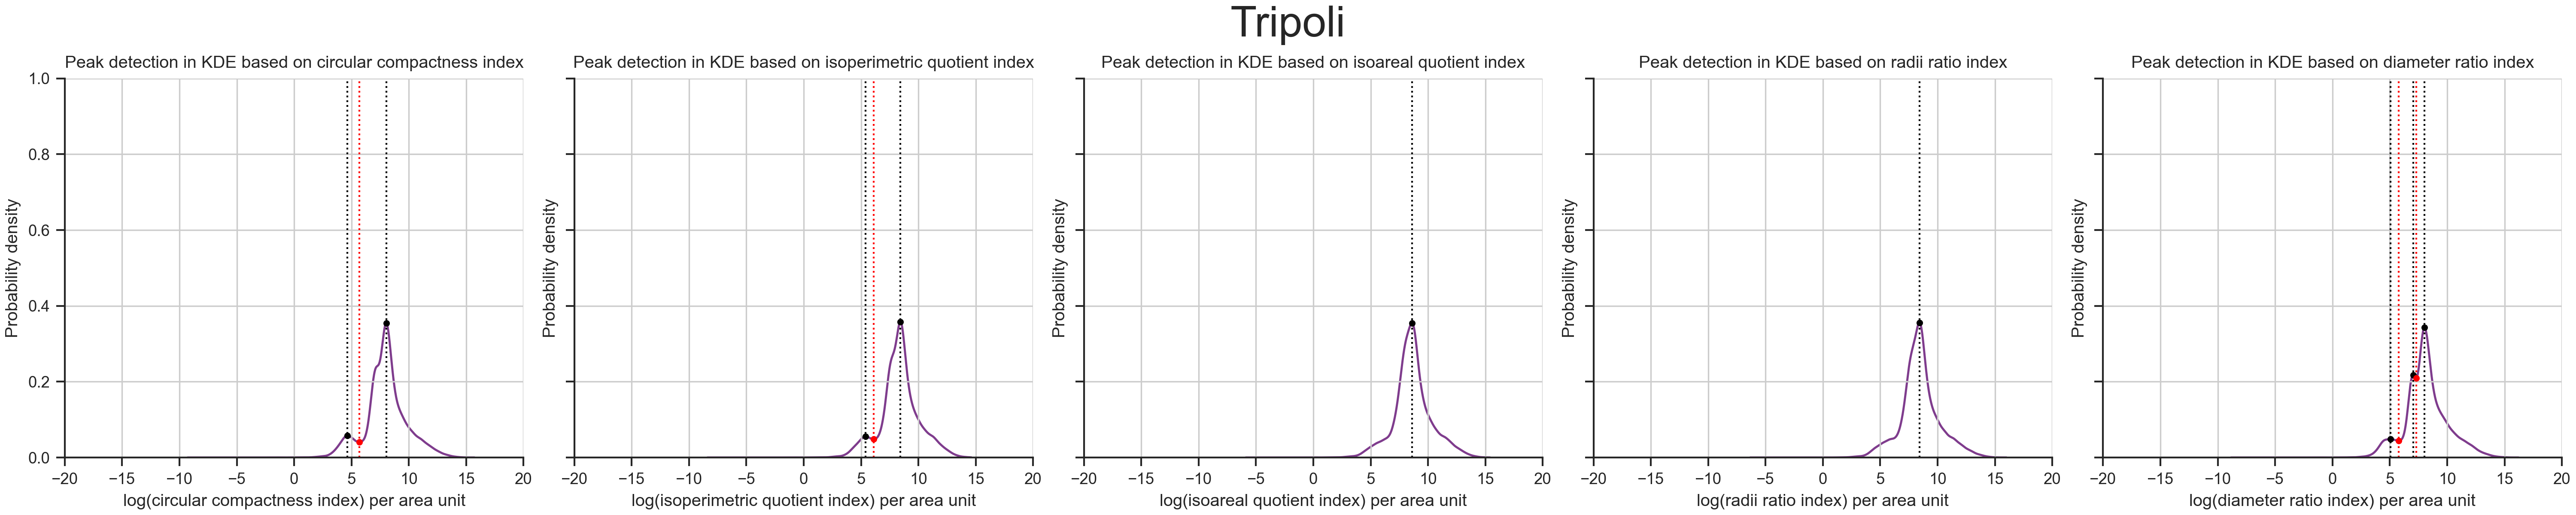 Tripoli
Peak detection in KDE based on circular compactness index
Peak detection in KDE based on isoperimetric quotient index
Peak detection in KDE based on isoareal quotient index
Peak detection in KDE based on radii ratio index
Peak detection in KDE based on diameter ratio index
1.0
0.8
0.6
0.4
0.2
0.0
Probability density
Probability density
Probability density
Probability density
Probability density
−20 −15 −10 −5 0 5 10 15 20
−20 −15 −10 −5 0 5 10 15 20
−20 −15 −10 −5 0 5 10 15 20
−20 −15 −10 −5 0 5 10 15 20
−20 −15 −10 −5 0 5 10 15 20
log(circular compactness index) per area unit
log(isoperimetric quotient index) per area unit
log(isoareal quotient index) per area unit
log(radii ratio index) per area unit
log(diameter ratio index) per area unit